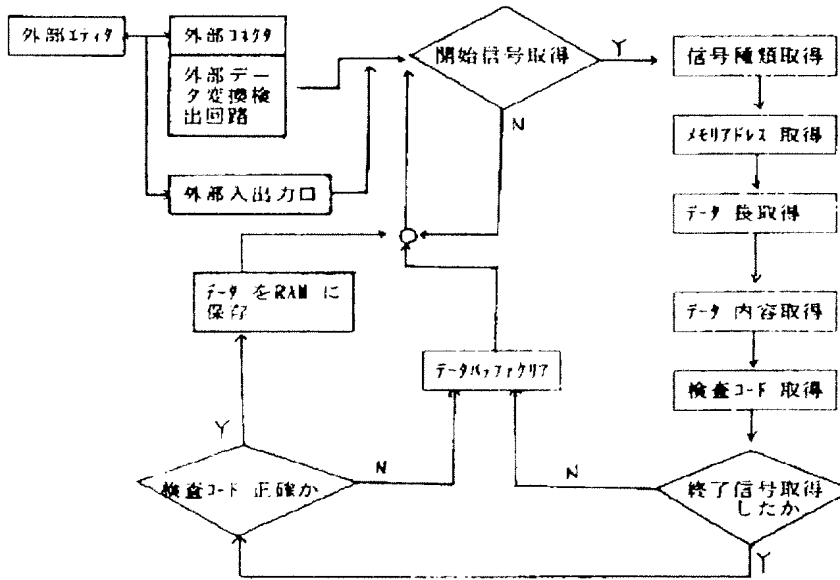 外部エディタ
外部コネクタ
外部デー
タ変換検
出回路
外部入出力口
開始信号取得
Y
N
信号種類取得
メモリアドレス 取得
データ 長取得
データ 内容取得
検査コード 取得
終了信号取得
したか
N
Y
データバッファクリア
検査コード 正確か
N
Y
データ をRAM に
保存